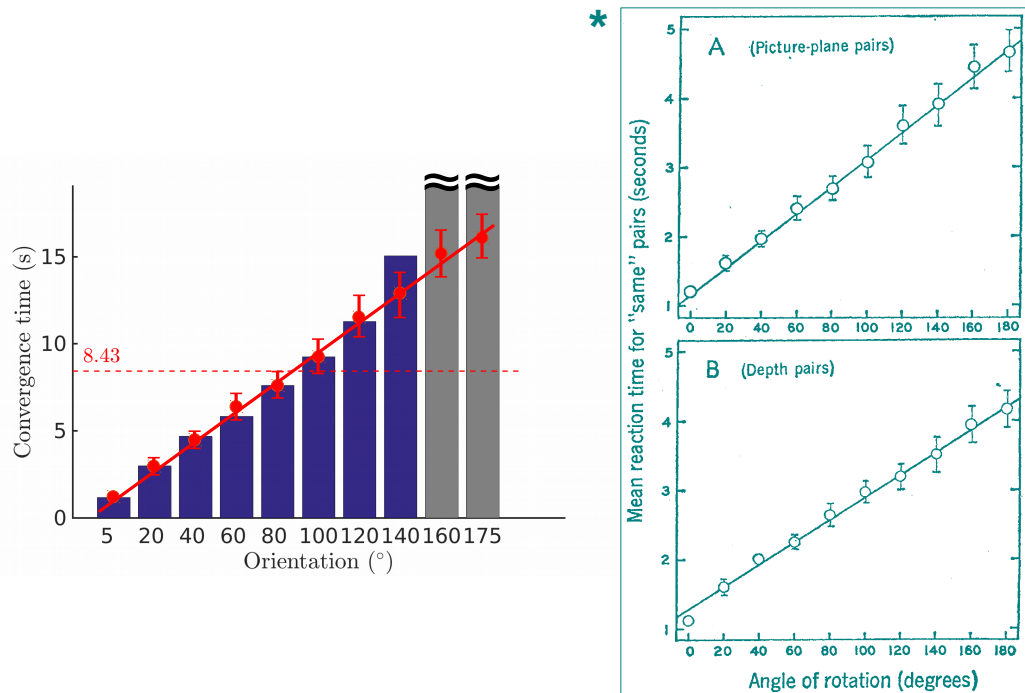 Convergence time (s)
15
10
8.43
5
0
5 20 40 60 80 100 120 140 160 175
Orientation (°)
*
Mean reaction time for "same" pairs (seconds)
A (Picture-plane pairs)
5
4
3
2
1
0 20 40 60 80 100 120 140 160 180
B (Depth pairs)
5
4
3
2
1
0 20 40 60 80 100 120 140 160 180
Angle of rotation (degrees)